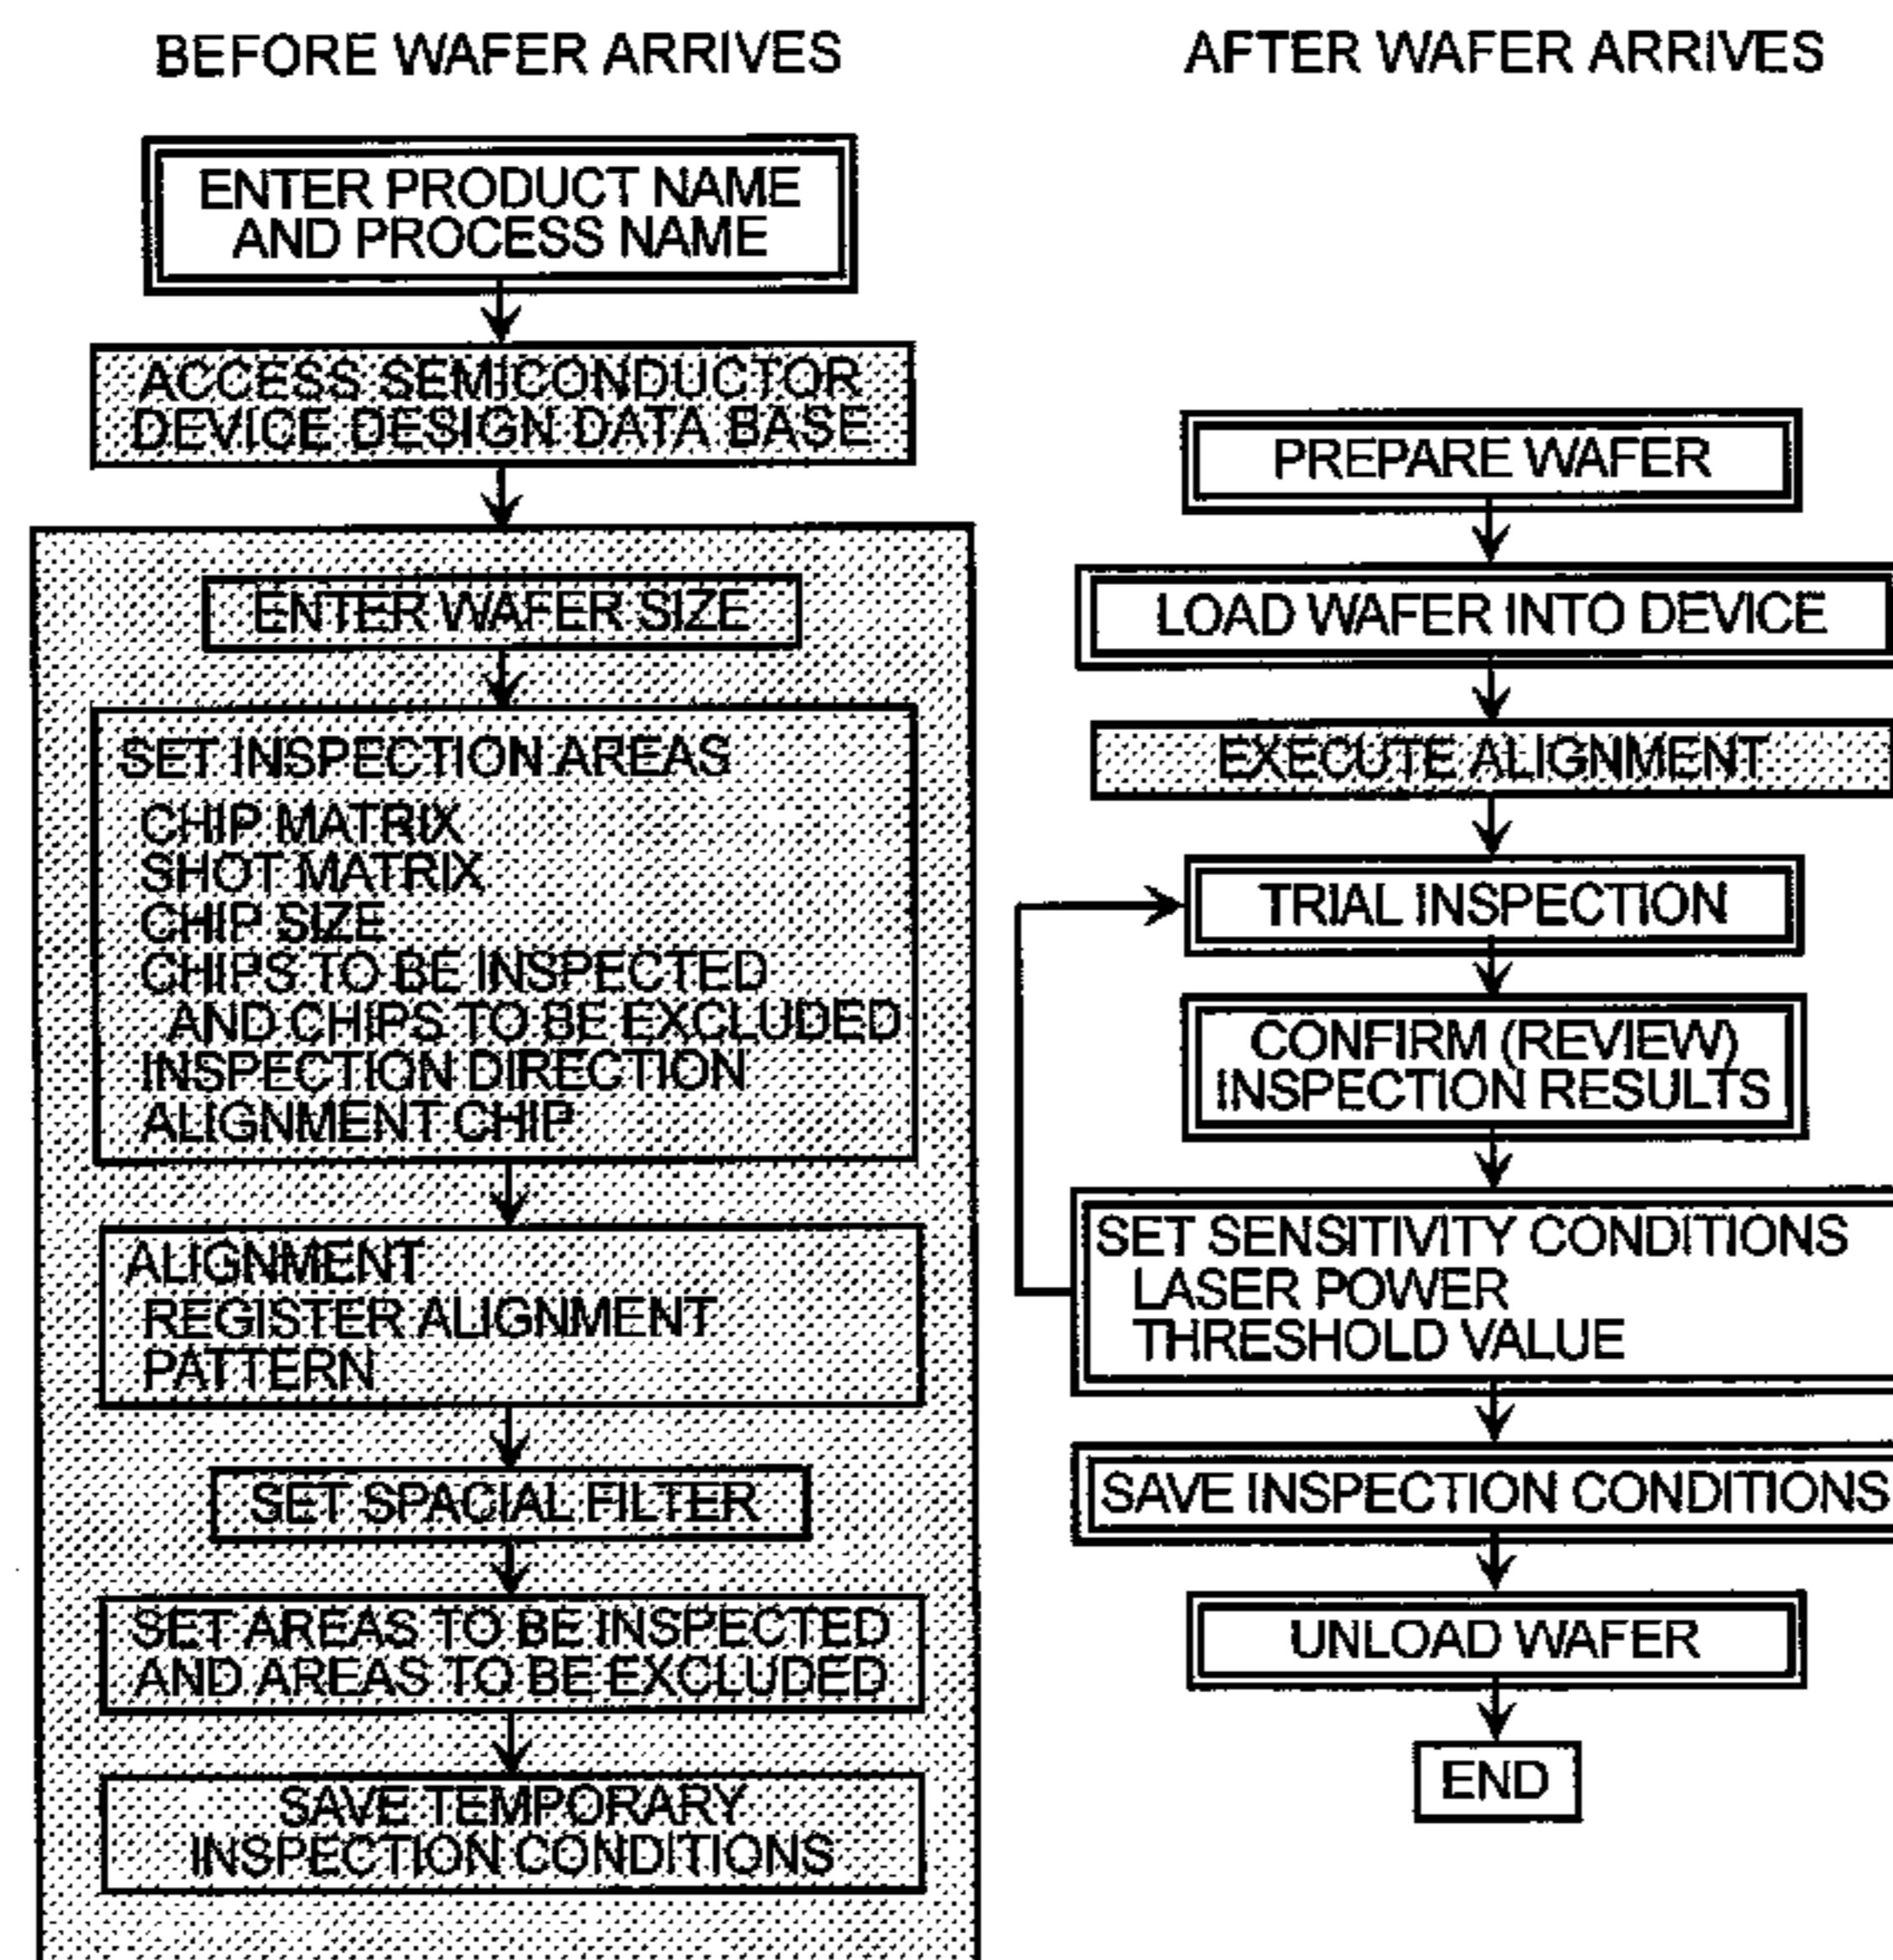 BEFORE WAFER ARRIVES
ENTER PRODUCT NAME
AND PROCESS NAME
ACCESS SEMICONDUCTOR
DEVICE DESIGN DATA BASE
ENTER WAFER SIZE
SET INSPECTION AREAS
CHIP MATRIX
SHOT MATRIX
CHIP SIZE
CHIPS TO BE INSPECTED
AND CHIPS TO BE EXCLUDED
INSPECTION DIRECTION
ALIGNMENT CHIP
ALIGNMENT
REGISTER ALIGNMENT
PATTERN
SET SPACIAL FILTER
SET AREAS TO BE INSPECTED
AND AREAS TO BE EXCLUDED
SAVE TEMPORARY
INSPECTION CONDITIONS
AFTER WAFER ARRIVES
PREPARE WAFER
LOAD WAFER INTO DEVICE
EXECUTE ALIGNMENT
TRIAL INSPECTION
CONFIRM (REVIEW)
INSPECTION RESULTS
SET SENSITIVITY CONDITIONS
LASER POWER
THRESHOLD VALUE
SAVE INSPECTION CONDITIONS
UNLOAD WAFER
END